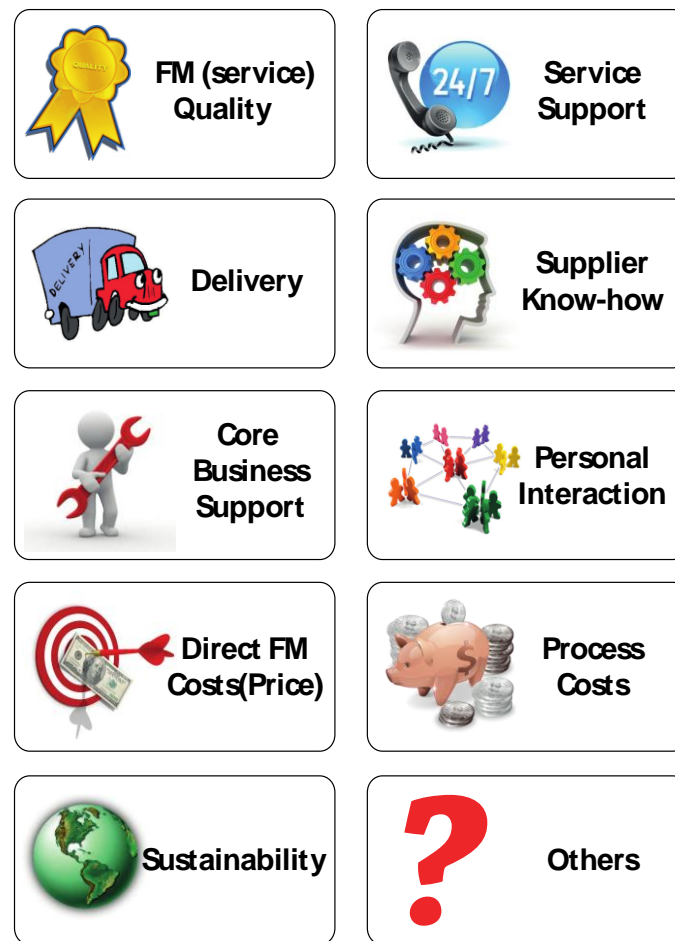 QUALITY
FM (service)
Quality
24/7
Service
Support
DELIVERY
Delivery
Supplier
Know-how
Core
Business
Support
Personal
Interaction
Direct FM
Costs(Price)
$
Process
Costs
Sustainability
?
Others